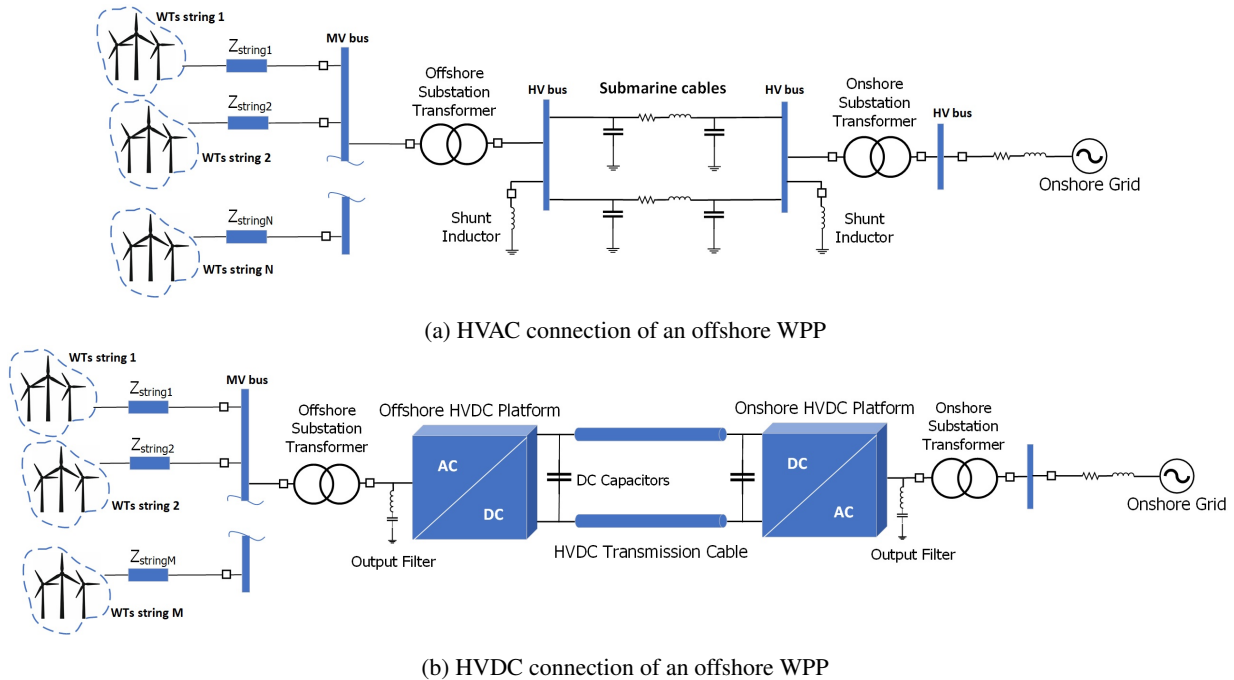 WTs string 1
Zstring1
MV bus
Offshore
Substation
Transformer
HV bus
Submarine cables
HV bus
Onshore
Substation
Transformer
HV bus
Zstring2
WTs string 2
Onshore Grid
Shunt
Inductor
Shunt
Inductor
ZstringN
WTs string N
(a) HVAC connection of an offshore WPP
WTs string 1
Zstring1
MV bus
Offshore
Substation
Transformer
Offshore HVDC Platform
Onshore HVDC Platform
Onshore
Substation
Transformer
Zstring2
AC
DC
DC Capacitors
DC
AC
WTs string 2
Onshore Grid
Output Filter
HVDC Transmission Cable
Output Filter
ZstringM
WTs string M
(b) HVDC connection of an offshore WPP